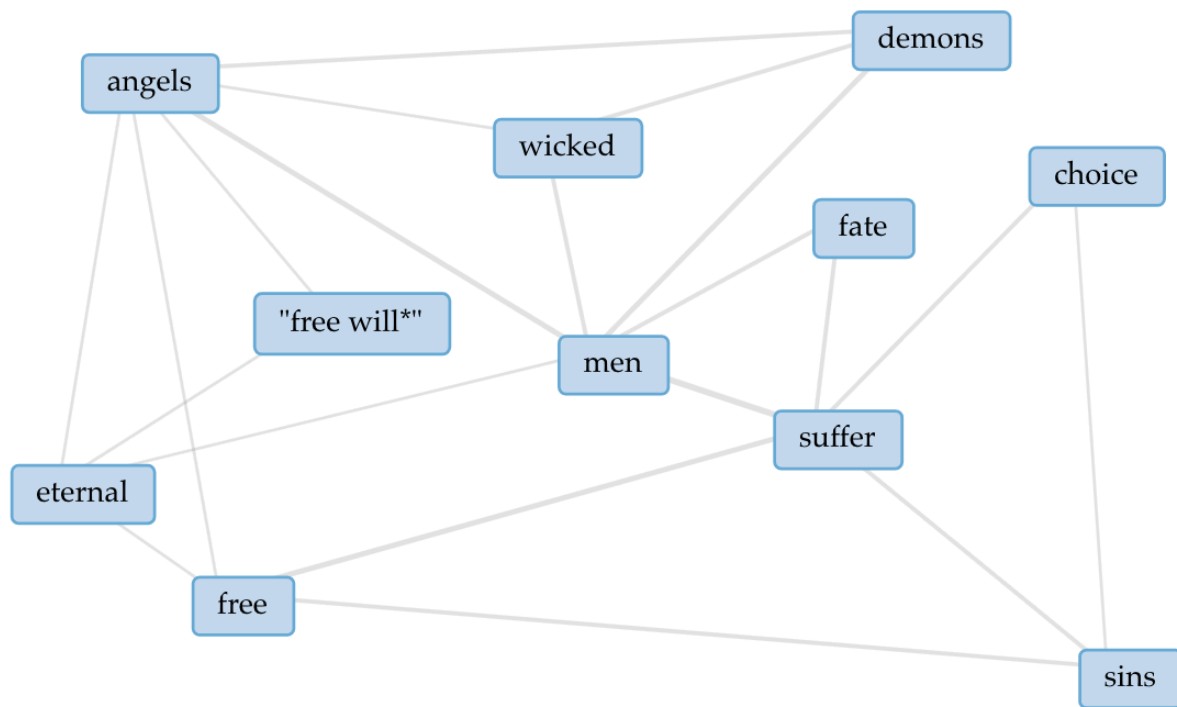 demons
angels
wicked
choice
fate
"free will*"
men
suffer
eternal
free
sins